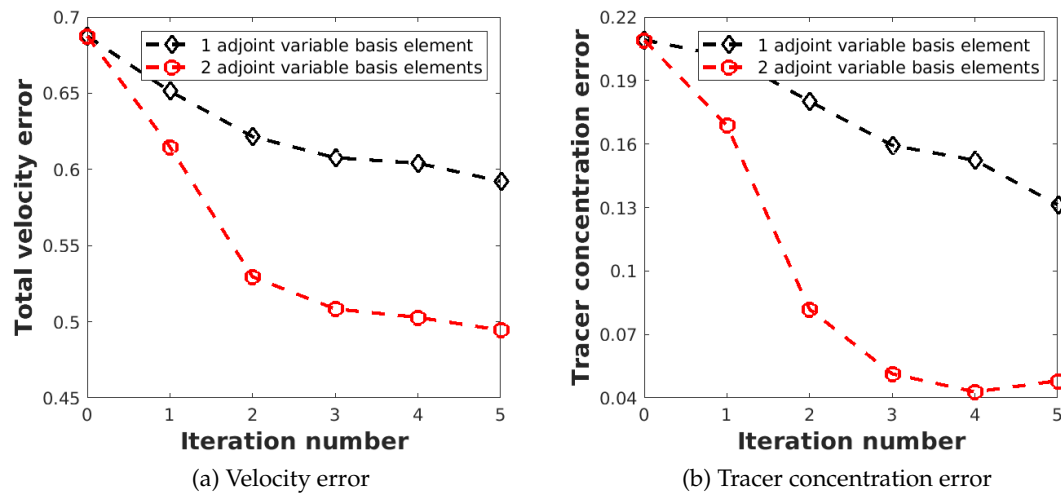 0.7
0.65
0.6
0.55
0.5
0.45
Total velocity error
1 adjoint variable basis element
2 adjoint variable basis elements
0 1 2 3 4 5
Iteration number
(a) Velocity error
0.22
0.19
0.16
0.13
0.1
0.07
0.04
Tracer concentration error
1 adjoint variable basis element
2 adjoint variable basis elements
0 1 2 3 4 5
Iteration number
(b) Tracer concentration error